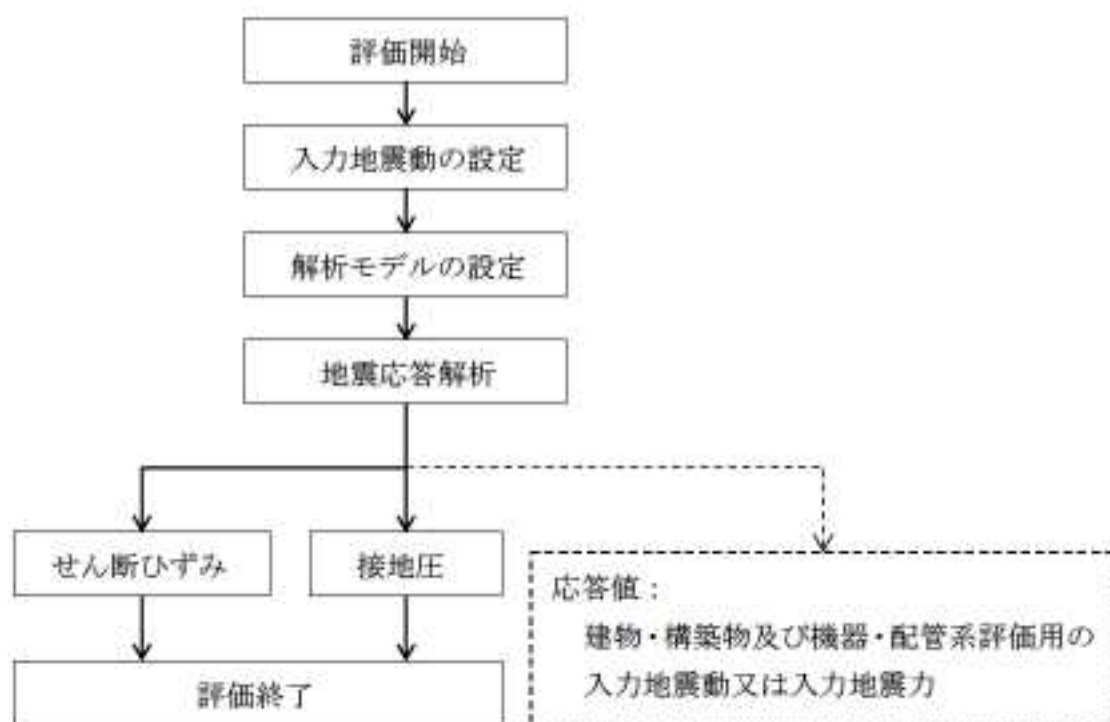 評価開始
入力地震動の設定
解析モデルの設定
地震応答解析
せん断ひずみ
接地圧
評価終了
応答値：
建物・構築物及び機器・配管系評価用の
入力地震動又は入力地震力